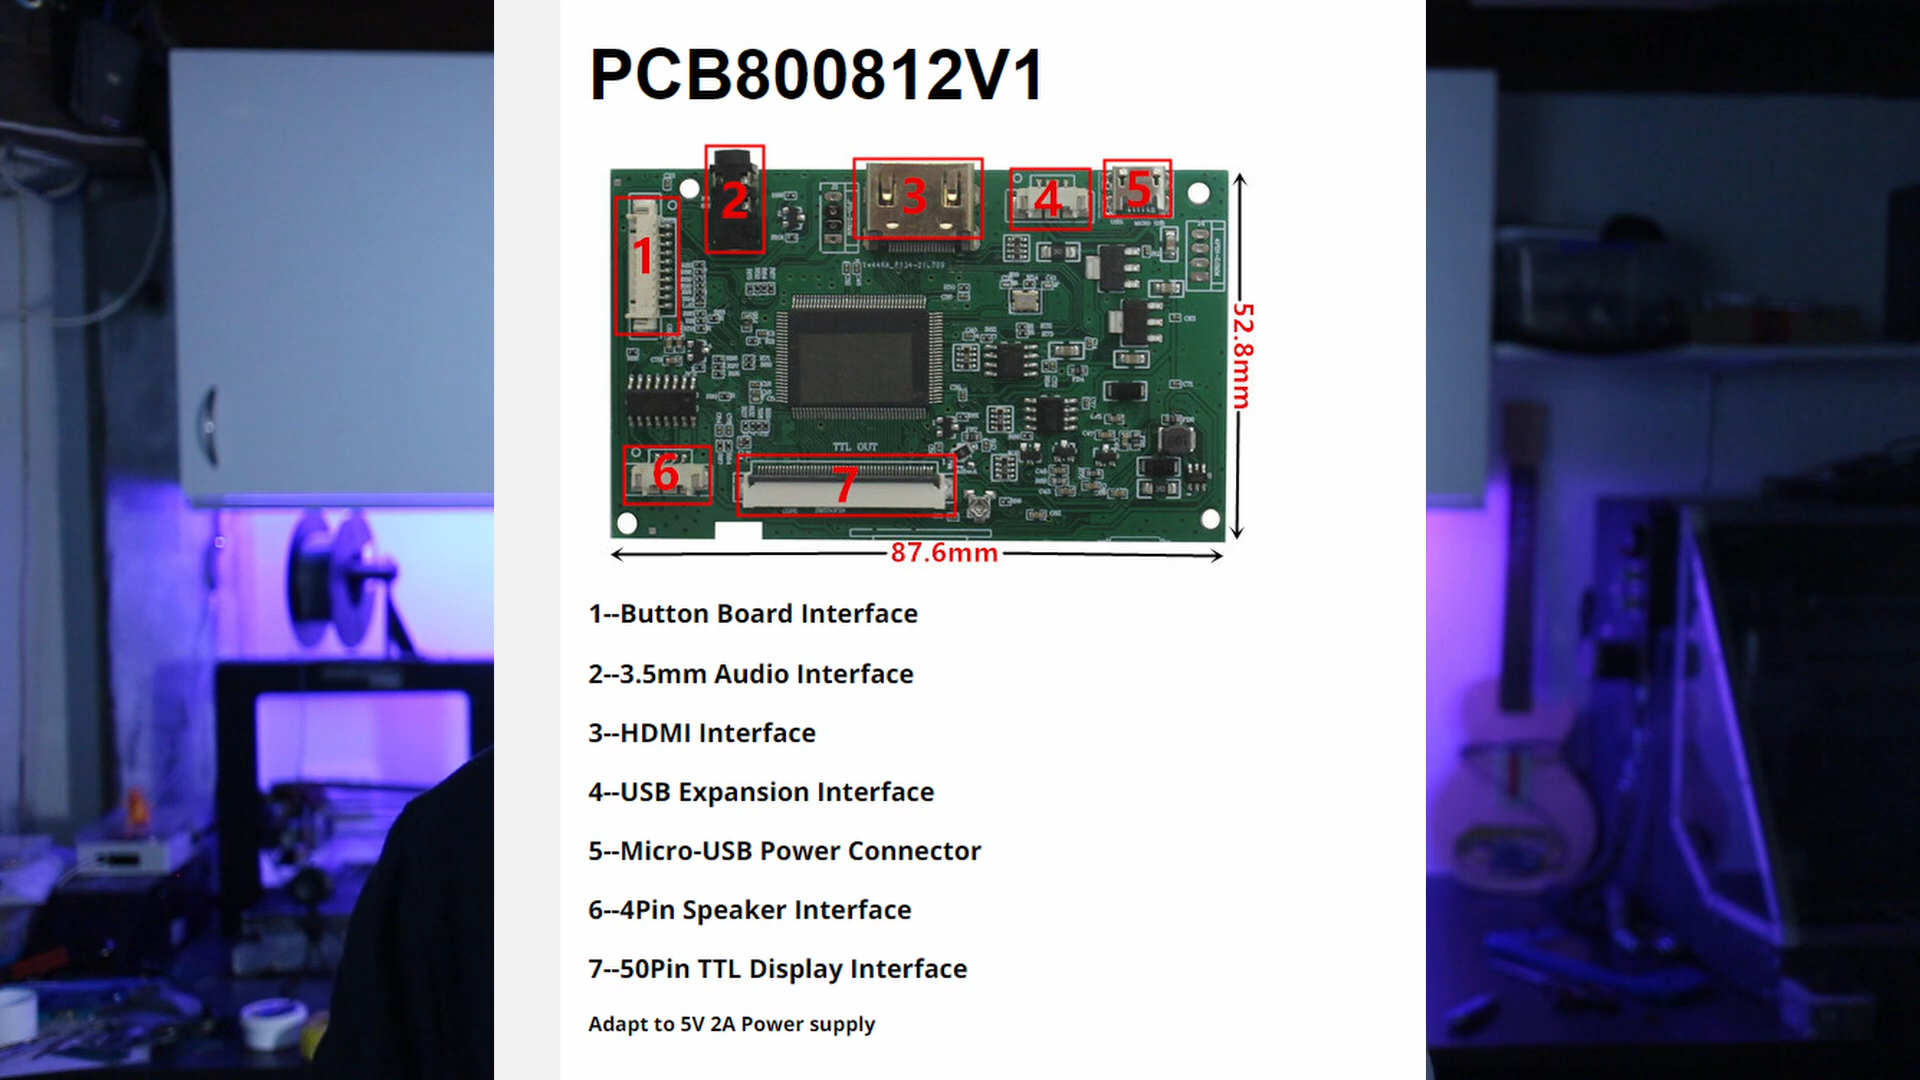 PCB800812V1
1
2
3
4
5
6
7
TTL OUT
52.8mm
87.6mm
1--Button Board Interface
2--3.5mm Audio Interface
3--HDMI Interface
4--USB Expansion Interface
5--Micro-USB Power Connector
6--4Pin Speaker Interface
7--50Pin TTL Display Interface
Adapt to 5V 2A Power supply